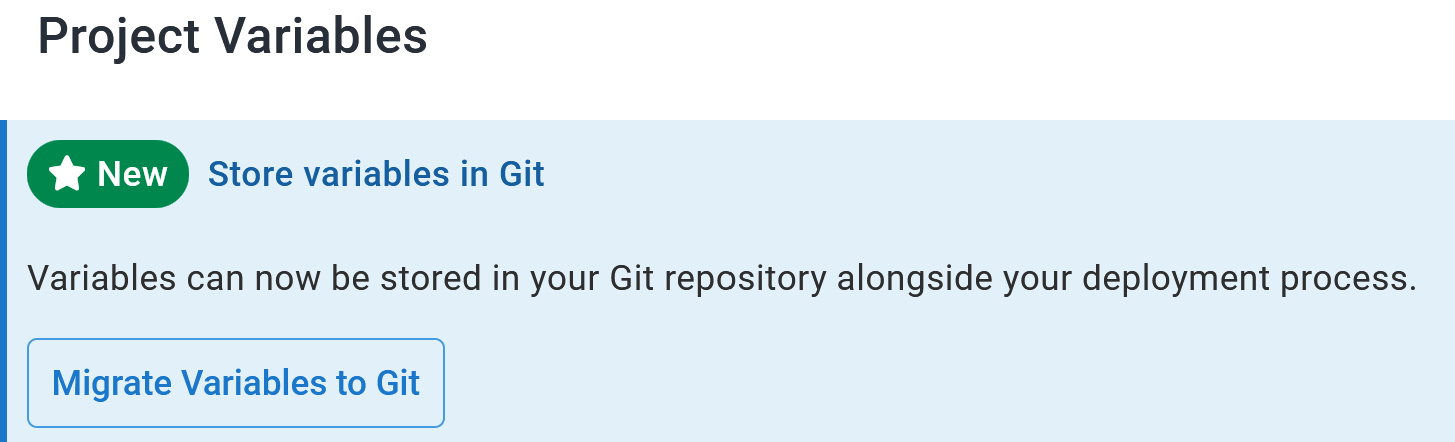 Project Variables
New Store variables in Git
Variables can now be stored in your Git repository alongside your deployment process.
Migrate Variables to Git